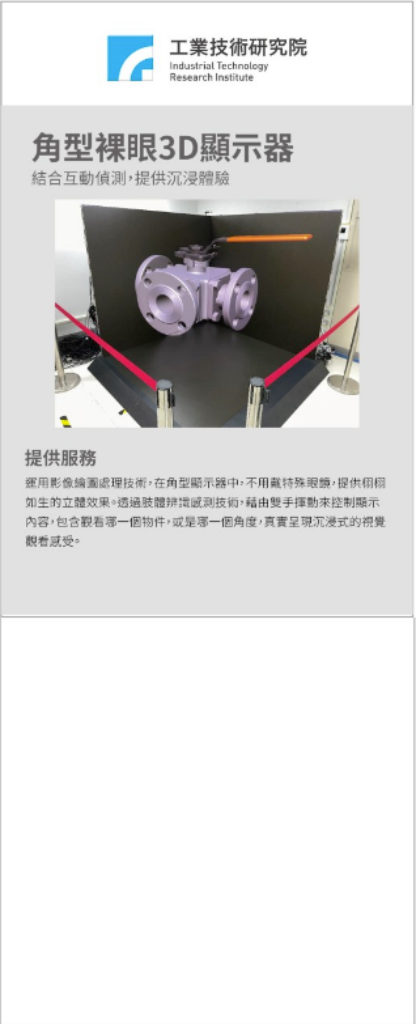 工業技術研究院
Industrial Technology
Research Institute
角型裸眼3D顯示器
結合互動偵測，提供沉浸體驗
提供服務
運用影像繪圖處理技術，在角型顯示器中，不用戴特殊眼鏡，提供栩栩
如生的立體效果。透過肢體辨識感測技術，藉由雙手揮動來控制顯示
內容，包含觀看哪一個物件，或是哪一個角度，真實呈現沉浸式的視覺
觀看感受。